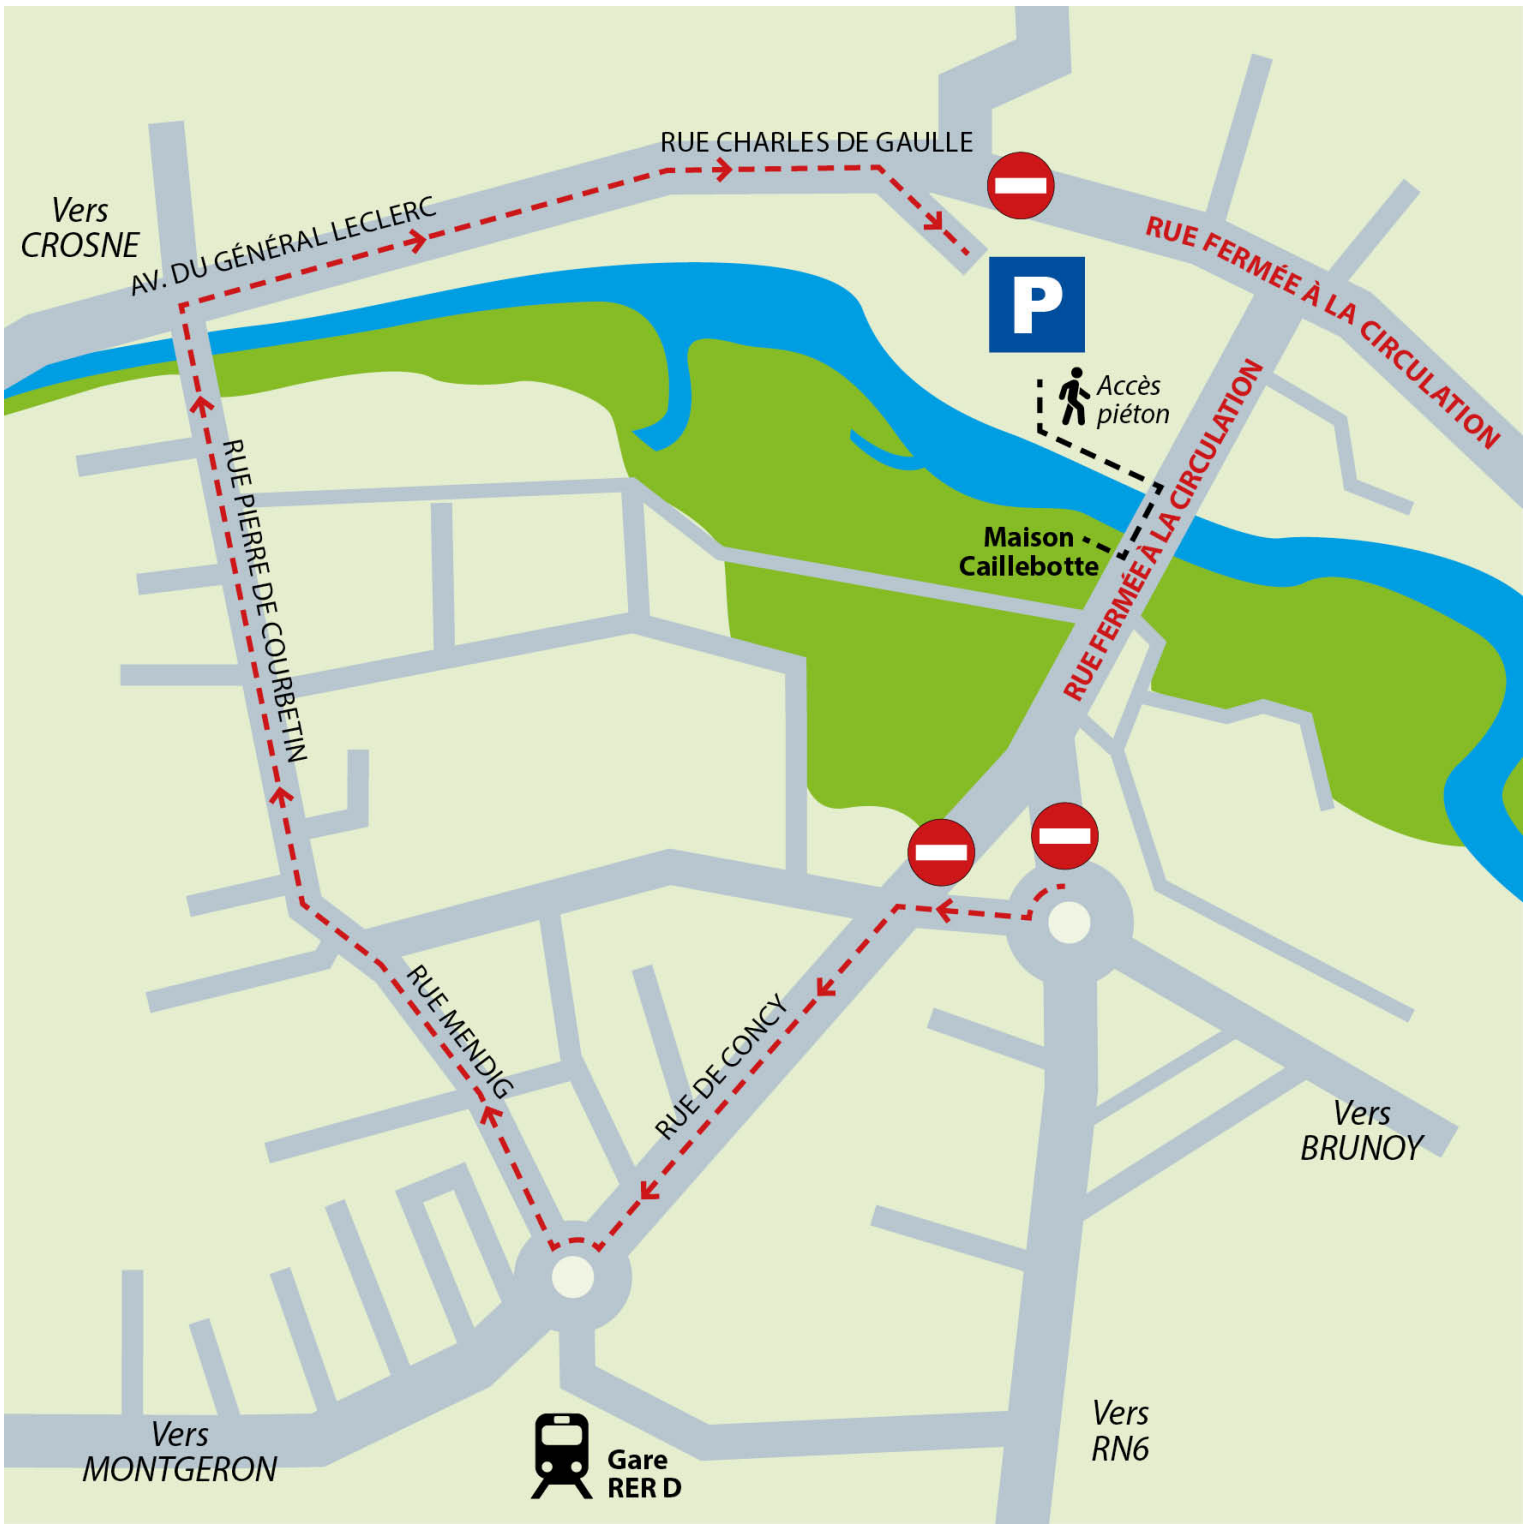 RUE CHARLES DE GAULLE
Vers
CROSNE
AV. DU GÉNÉRAL LECLERC
RUE FERMÉE À LA CIRCULATION
P
Accès
piéton
RUE FERMÉE À LA CIRCULATION
Maison
Caillebotte
RUE PIERRE DE COURBETIN
RUE MENDIG
RUE DE CONCY
Vers
BRUNOY
Vers
MONTGERON
Gare
RER D
Vers
RN6